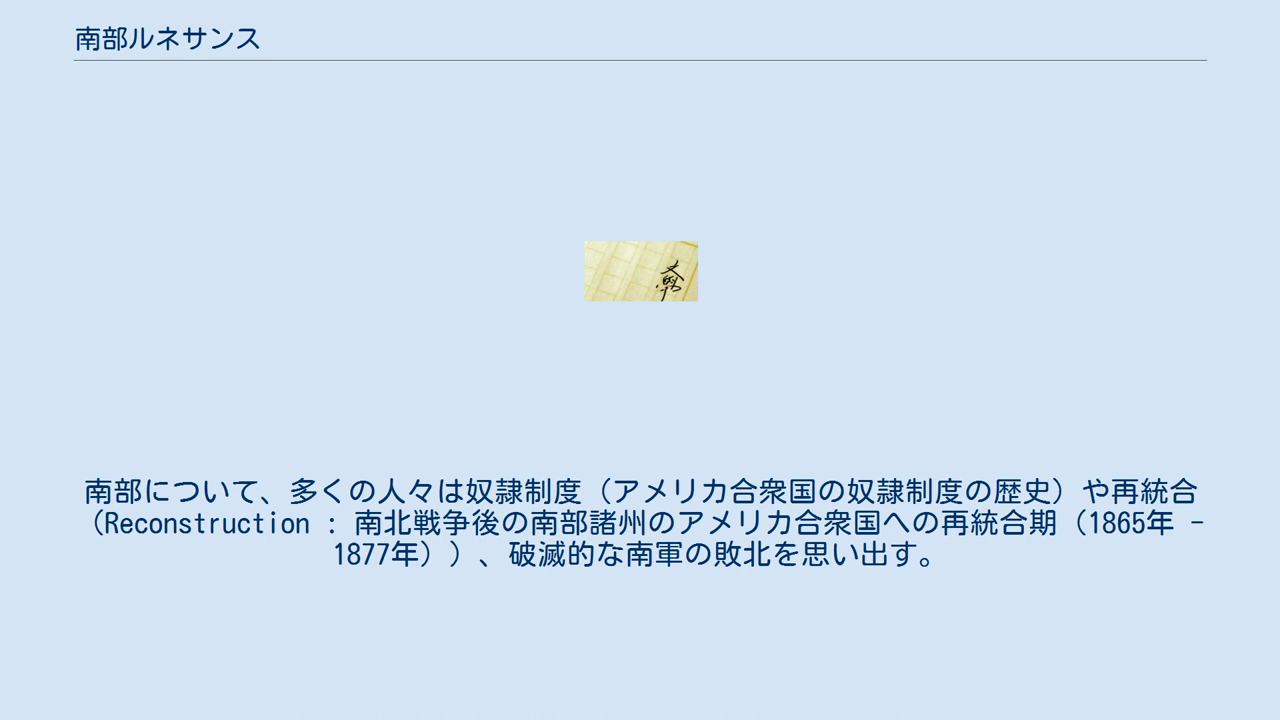 南部ルネサンス
南部について、多くの人々は奴隷制度（アメリカ合衆国の奴隷制度の歴史）や再統合
（Reconstruction : 南北戦争後の南部諸州のアメリカ合衆国への再統合期（1865年 -
1877年））、破滅的な南軍の敗北を思い出す。